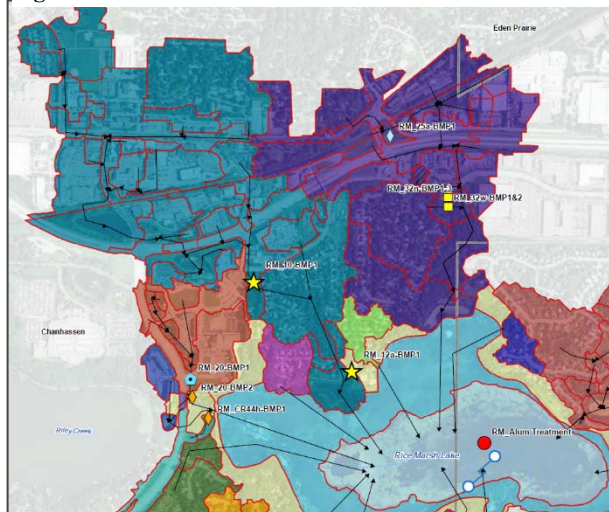 Eden Prairie
RM_25a-BMP1
RM_32n-BMP1-3
RM_32w-BMP1&2
RM_10-BMP1
Chanhassen
RM_12a-BMP1
RM_20-BMP1
RM_20-BMP2
RM_CR44h-BMP1
Riley Creek
RM_Alum Treatment
Rice Marsh Lake